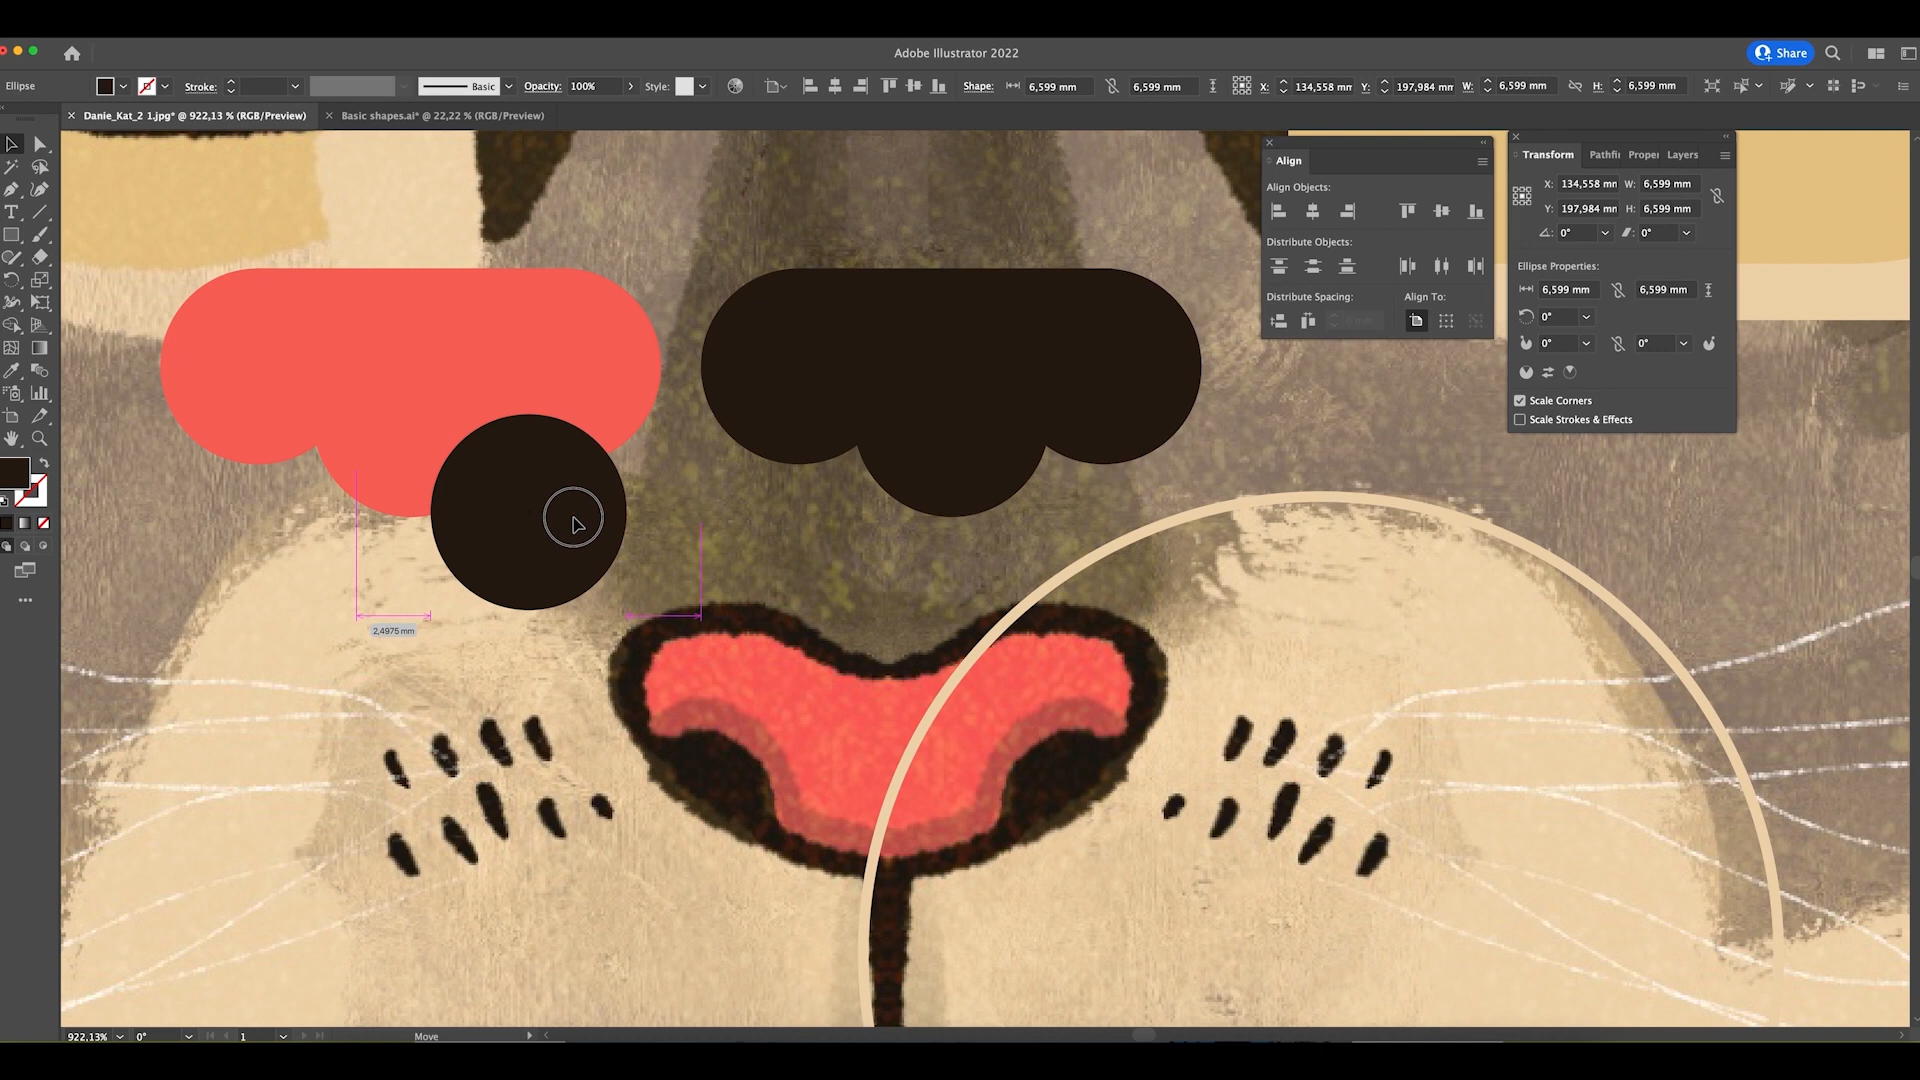 Adobe Illustrator 2022
Share
Ellipse
Stroke:
Basic
Opacity: 100%
Style:
Shape: 6,599 mm 6,599 mm X: 134,558 mm Y: 197,984 mm W: 6,599 mm H: 6,599 mm
Danie_Kat_2 1.jpg* @ 922,13 % (RGB/Preview)
Basic shapes.ai* @ 22,22 % (RGB/Preview)
Align
Align Objects:
Distribute Objects:
Distribute Spacing: Align To:
0 mm
Transform Pathfi Proper Layers
X: 134,558 mm W: 6,599 mm
Y: 197,984 mm H: 6,599 mm
0° 0°
Ellipse Properties:
6,599 mm 6,599 mm
0°
0° 0°
Scale Corners
Scale Strokes & Effects
2,4975 mm
922,13% 0° 1 Move